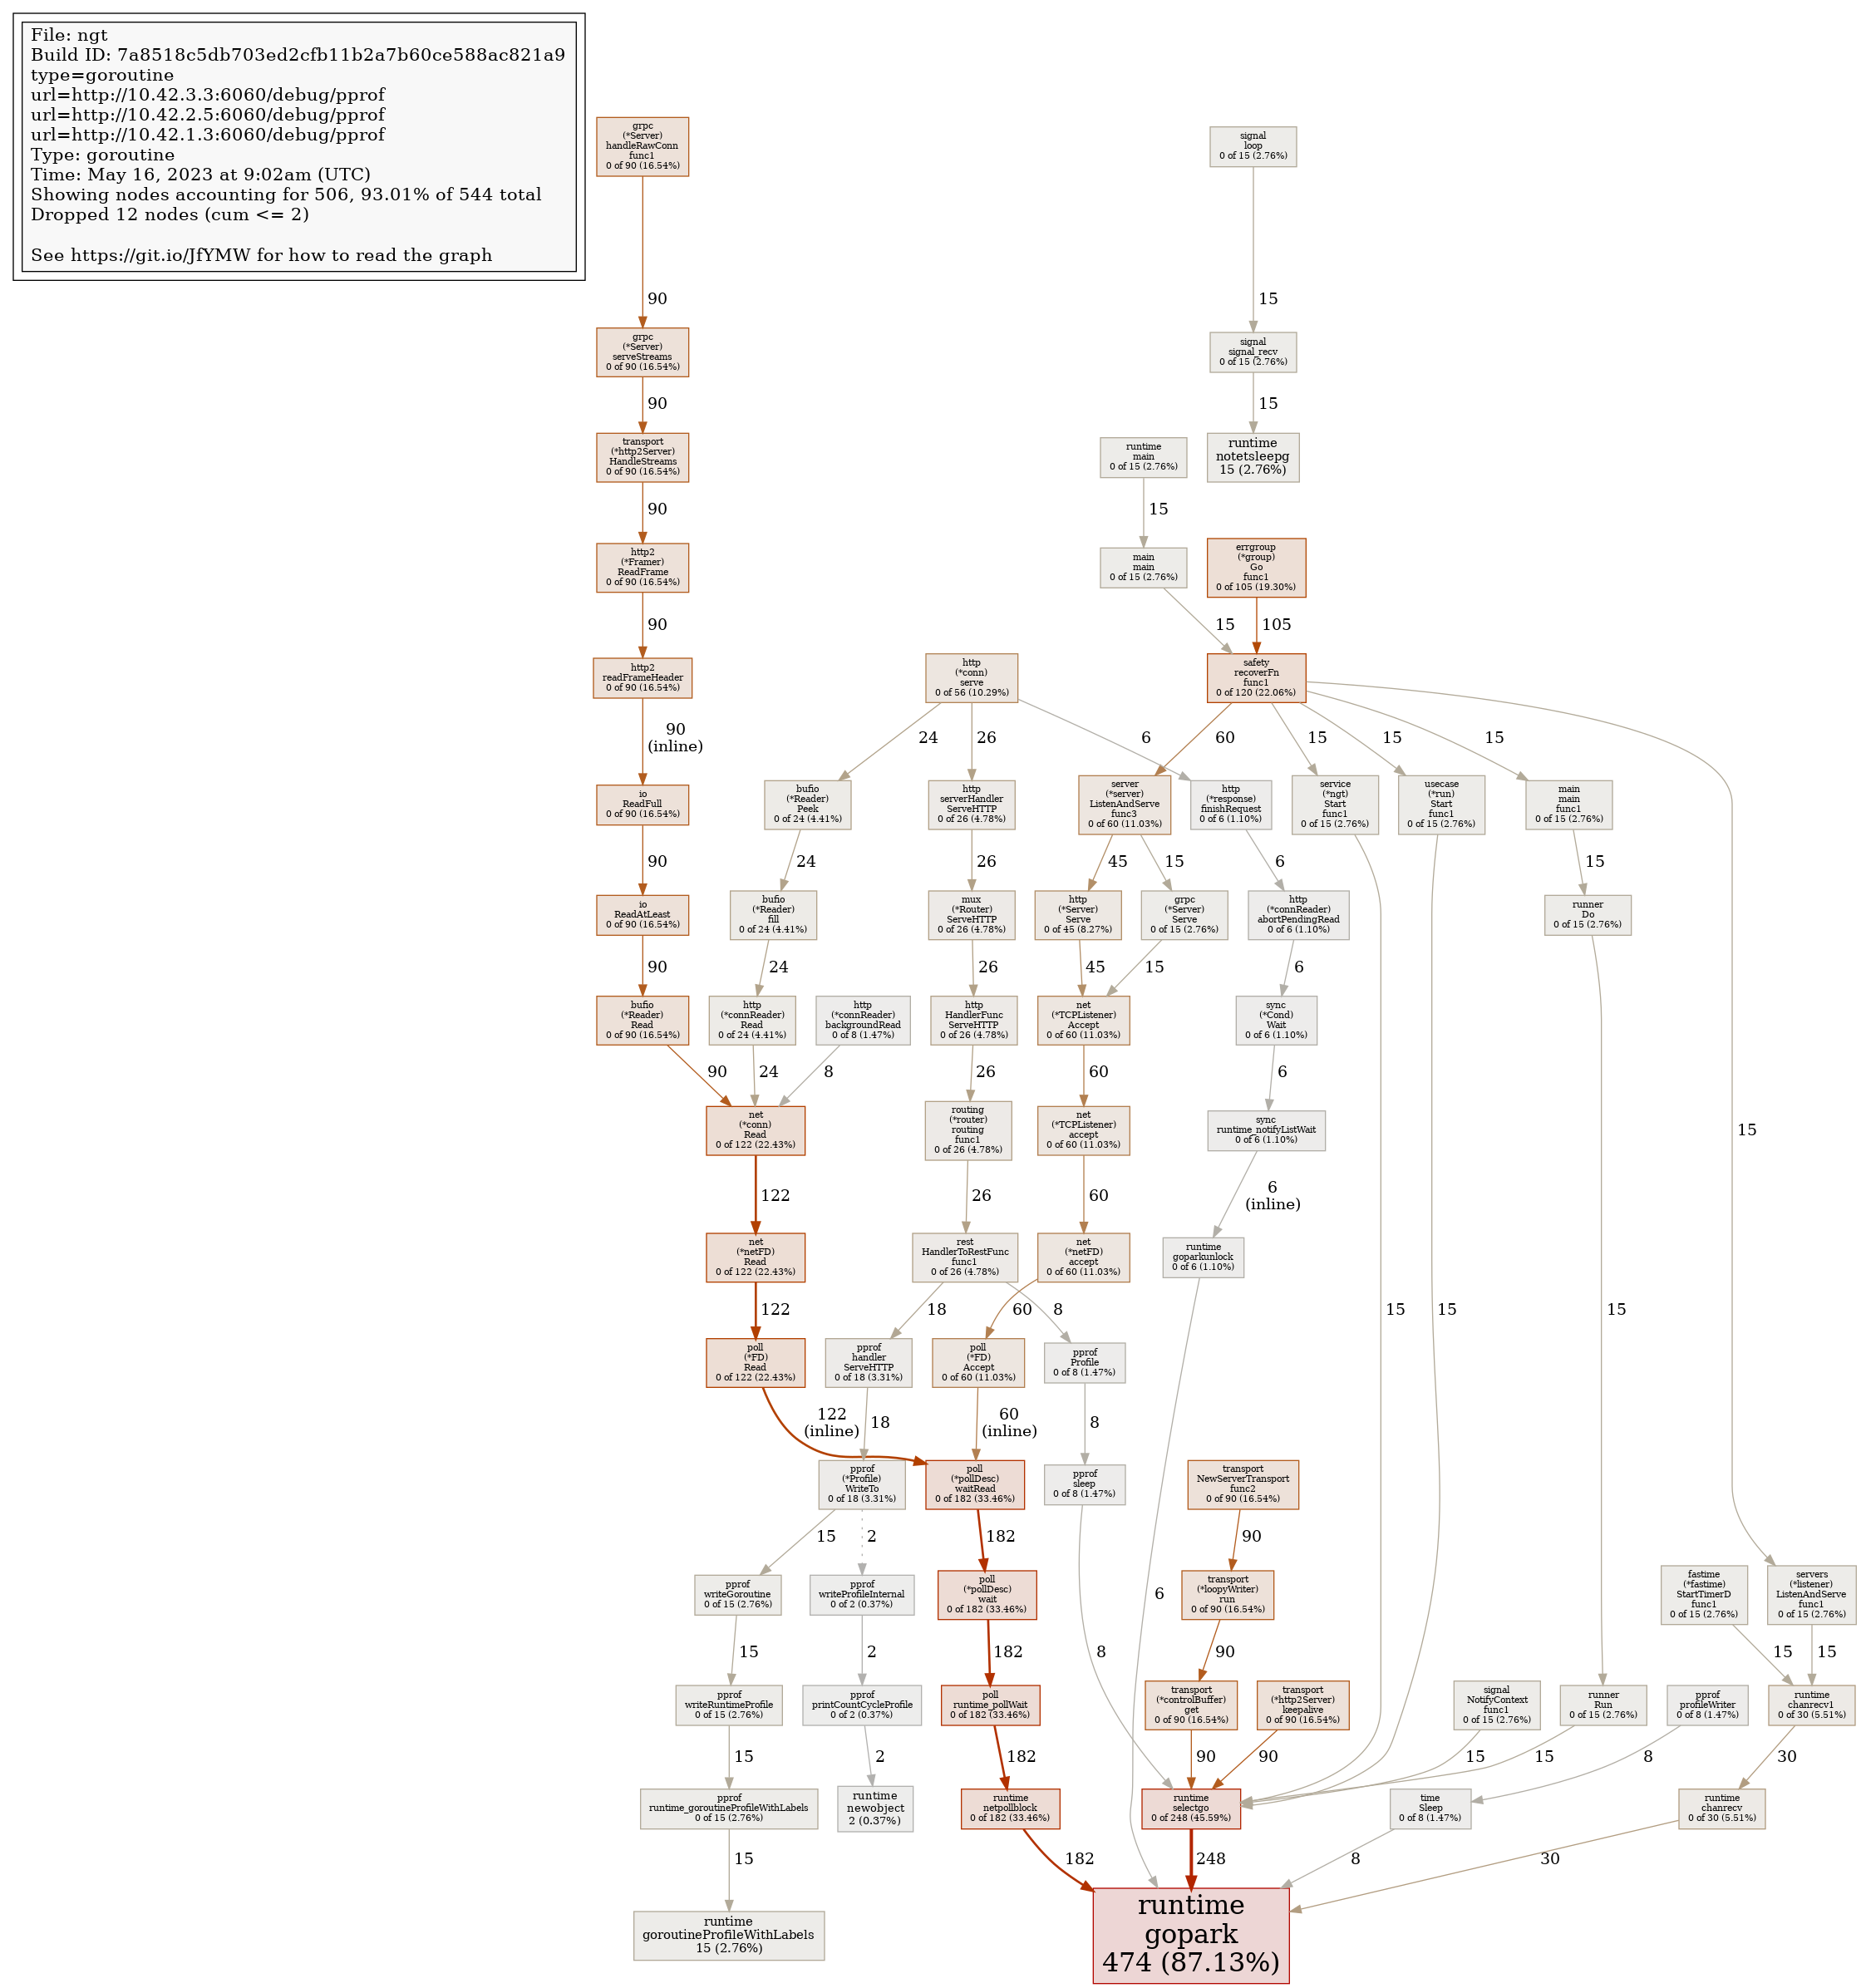 File: ngt
Build ID: 7a8518c5db703ed2cfb11b2a7b60ce588ac821a9
type=goroutine
url=http://10.42.3.3:6060/debug/pprof
url=http://10.42.2.5:6060/debug/pprof
url=http://10.42.1.3:6060/debug/pprof
Type: goroutine
Time: May 16, 2023 at 9:02am (UTC)
Showing nodes accounting for 506, 93.01% of 544 total
Dropped 12 nodes (cum <= 2)
See https://git.io/JfYMW for how to read the graph
grpc
(*Server)
handleRawConn
func1
0 of 90 (16.54%)
signal
loop
0 of 15 (2.76%)
90
15
grpc
(*Server)
serveStreams
0 of 90 (16.54%)
signal
signal_recv
0 of 15 (2.76%)
90
15
transport
(*http2Server)
HandleStreams
0 of 90 (16.54%)
runtime
main
0 of 15 (2.76%)
runtime
notetsleepg
15 (2.76%)
90
15
http2
(*Framer)
ReadFrame
0 of 90 (16.54%)
main
main
0 of 15 (2.76%)
errgroup
(*group)
Go
func1
0 of 105 (19.30%)
90
15
105
http2
readFrameHeader
0 of 90 (16.54%)
http
(*conn)
serve
0 of 56 (10.29%)
safety
recoverFn
func1
0 of 120 (22.06%)
90
(inline)
24
26
6
60
15
15
15
15
io
ReadFull
0 of 90 (16.54%)
bufio
(*Reader)
Peek
0 of 24 (4.41%)
http
serverHandler
ServeHTTP
0 of 26 (4.78%)
server
(*server)
ListenAndServe
func3
0 of 60 (11.03%)
http
(*response)
finishRequest
0 of 6 (1.10%)
service
(*ngt)
Start
func1
0 of 15 (2.76%)
usecase
(*run)
Start
func1
0 of 15 (2.76%)
main
main
func1
0 of 15 (2.76%)
90
24
26
45
15
6
15
io
ReadAtLeast
0 of 90 (16.54%)
bufio
(*Reader)
fill
0 of 24 (4.41%)
mux
(*Router)
ServeHTTP
0 of 26 (4.78%)
http
(*Server)
Serve
0 of 45 (8.27%)
grpc
(*Server)
Serve
0 of 15 (2.76%)
http
(*connReader)
abortPendingRead
0 of 6 (1.10%)
runner
Do
0 of 15 (2.76%)
90
24
26
45
15
6
bufio
(*Reader)
Read
0 of 90 (16.54%)
http
(*connReader)
Read
0 of 24 (4.41%)
http
(*connReader)
backgroundRead
0 of 8 (1.47%)
http
HandlerFunc
ServeHTTP
0 of 26 (4.78%)
net
(*TCPListener)
Accept
0 of 60 (11.03%)
sync
(*Cond)
Wait
0 of 6 (1.10%)
90
24
8
26
60
6
net
(*conn)
Read
0 of 122 (22.43%)
routing
(*router)
routing
func1
0 of 26 (4.78%)
net
(*TCPListener)
accept
0 of 60 (11.03%)
sync
runtime_notifyListWait
0 of 6 (1.10%)
122
26
60
6
(inline)
net
(*netFD)
Read
0 of 122 (22.43%)
rest
HandlerToRestFunc
func1
0 of 26 (4.78%)
net
(*netFD)
accept
0 of 60 (11.03%)
runtime
goparkunlock
0 of 6 (1.10%)
122
18
60
8
15
15
15
poll
(*FD)
Read
0 of 122 (22.43%)
pprof
handler
ServeHTTP
0 of 18 (3.31%)
poll
(*FD)
Accept
0 of 60 (11.03%)
pprof
Profile
0 of 8 (1.47%)
122
(inline)
18
60
(inline)
8
pprof
(*Profile)
WriteTo
0 of 18 (3.31%)
poll
(*pollDesc)
waitRead
0 of 182 (33.46%)
pprof
sleep
0 of 8 (1.47%)
transport
NewServerTransport
func2
0 of 90 (16.54%)
15
2
182
90
pprof
writeGoroutine
0 of 15 (2.76%)
pprof
writeProfileInternal
0 of 2 (0.37%)
poll
(*pollDesc)
wait
0 of 182 (33.46%)
6
transport
(*loopyWriter)
run
0 of 90 (16.54%)
fastime
(*fastime)
StartTimerD
func1
0 of 15 (2.76%)
servers
(*listener)
ListenAndServe
func1
0 of 15 (2.76%)
15
2
182
8
90
15
15
pprof
writeRuntimeProfile
0 of 15 (2.76%)
pprof
printCountCycleProfile
0 of 2 (0.37%)
poll
runtime_pollWait
0 of 182 (33.46%)
transport
(*controlBuffer)
get
0 of 90 (16.54%)
transport
(*http2Server)
keepalive
0 of 90 (16.54%)
signal
NotifyContext
func1
0 of 15 (2.76%)
runner
Run
0 of 15 (2.76%)
pprof
profileWriter
0 of 8 (1.47%)
runtime
chanrecv1
0 of 30 (5.51%)
15
2
182
90
90
15
15
8
30
pprof
runtime_goroutineProfileWithLabels
0 of 15 (2.76%)
runtime
newobject
2 (0.37%)
runtime
netpollblock
0 of 182 (33.46%)
runtime
selectgo
0 of 248 (45.59%)
time
Sleep
0 of 8 (1.47%)
runtime
chanrecv
0 of 30 (5.51%)
15
182
248
8
30
runtime
goroutineProfileWithLabels
15 (2.76%)
runtime
gopark
474 (87.13%)